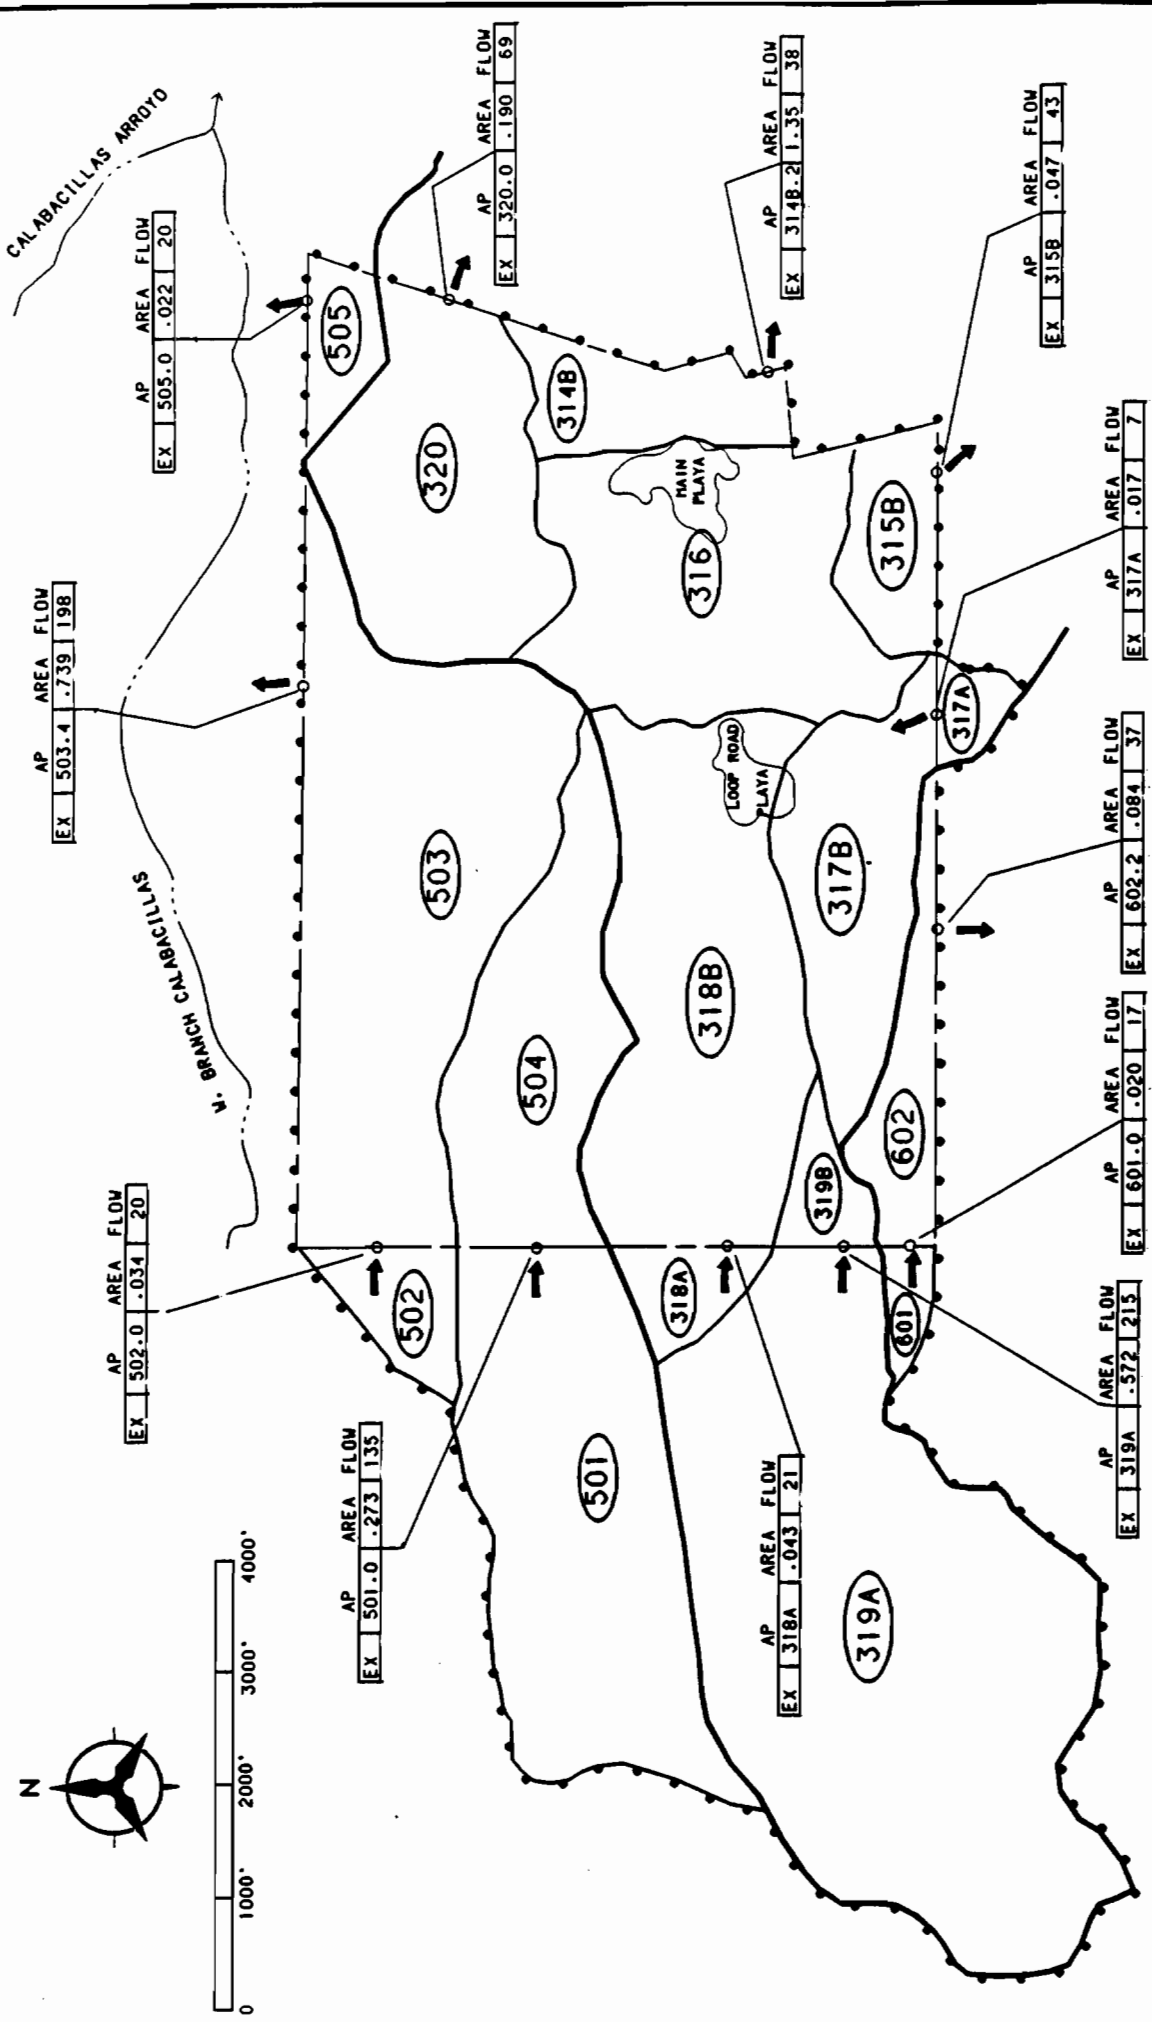 CALABACILLAS ARROYO
W. BRANCH CALABACILLAS
N
0 1000' 2000' 3000' 4000'
AP AREA FLOW
EX 502.0 .034 20
AP AREA FLOW
EX 503.4 .739 198
AP AREA FLOW
EX 505.0 .022 20
AP AREA FLOW
EX 320.0 .190 69
AP AREA FLOW
EX 314B.2 1.35 38
AP AREA FLOW
EX 315B .047 43
AP AREA FLOW
EX 317A .017 7
AP AREA FLOW
EX 602.2 .084 37
AP AREA FLOW
EX 601.0 .020 17
AP AREA FLOW
EX 319A .572 215
AP AREA FLOW
EX 318A .043 21
AP AREA FLOW
EX 501.0 .273 135
502
503
505
320
314B
504
501
316
MAIN
PLAYA
LOOP ROAD
PLAYA
318A
318B
317B
315B
317A
319B
602
601
319A